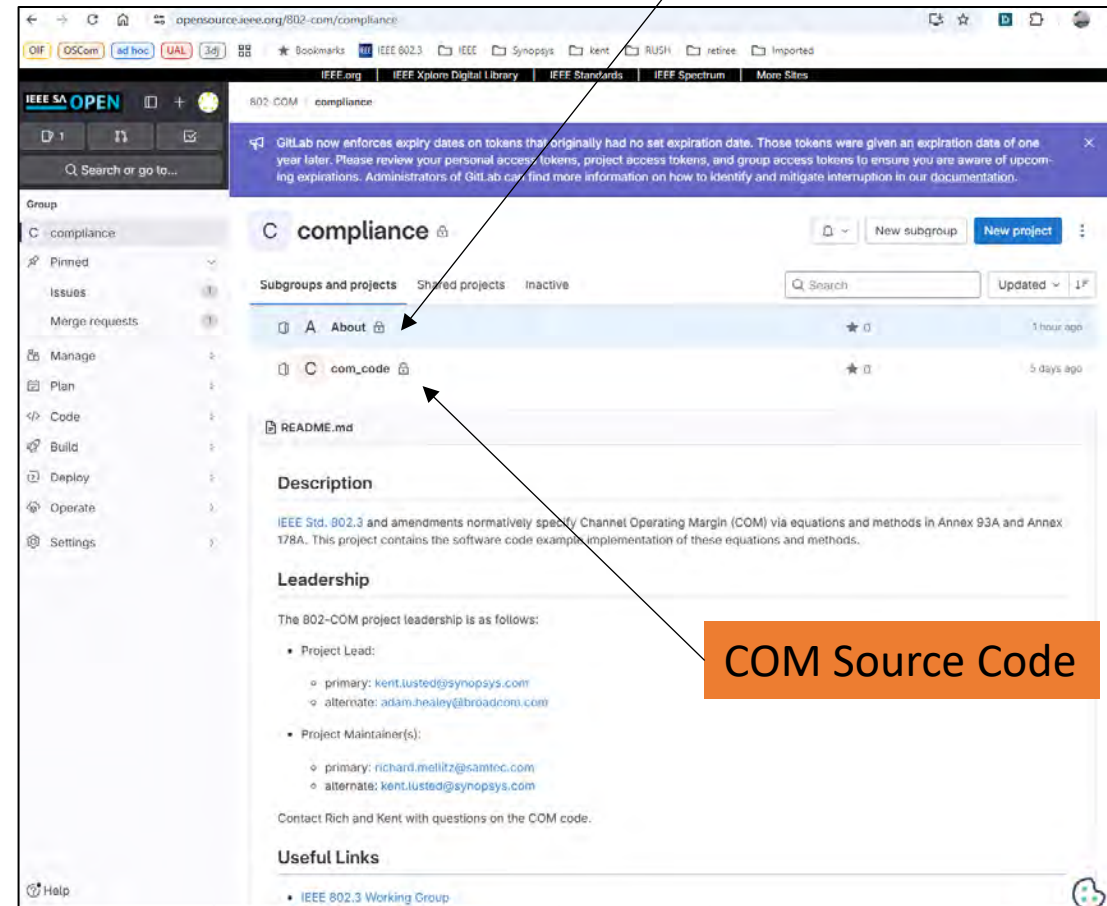 opensource.ieee.org/802-com/compliance
OIF OSCom ad hoc UAL 3dj Bookmarks IEEE 802.3 IEEE Synopsys kent RUSH retiree Imported
IEEE.org IEEE Xplore Digital Library IEEE Standards IEEE Spectrum More Sites
IEEE SA OPEN
802-COM compliance
1
Search or go to...
GitLab now enforces expiry dates on tokens that originally had no set expiration date. Those tokens were given an expiration date of one
year later. Please review your personal access tokens, project access tokens, and group access tokens to ensure you are aware of upcom-
ing expirations. Administrators of GitLab can find more information on how to identify and mitigate interruption in our documentation.
Group
C compliance
Pinned
Issues
Merge requests
Manage
Plan
Code
Build
Deploy
Operate
Settings
Help
C compliance
New subgroup New project
Subgroups and projects Shared projects Inactive
Search Updated
A About 0 1 hour ago
C com_code 0 5 days ago
README.md
Description
IEEE Std. 802.3 and amendments normatively specify Channel Operating Margin (COM) via equations and methods in Annex 93A and Annex
178A. This project contains the software code example implementation of these equations and methods.
Leadership
The 802-COM project leadership is as follows:
• Project Lead:
primary: kent.lusted@synopsys.com
alternate: adam.healey@broadcom.com
• Project Maintainer(s):
primary: richard.mellitz@samtec.com
alternate: kent.lusted@synopsys.com
Contact Rich and Kent with questions on the COM code.
Useful Links
• IEEE 802.3 Working Group
COM Source Code